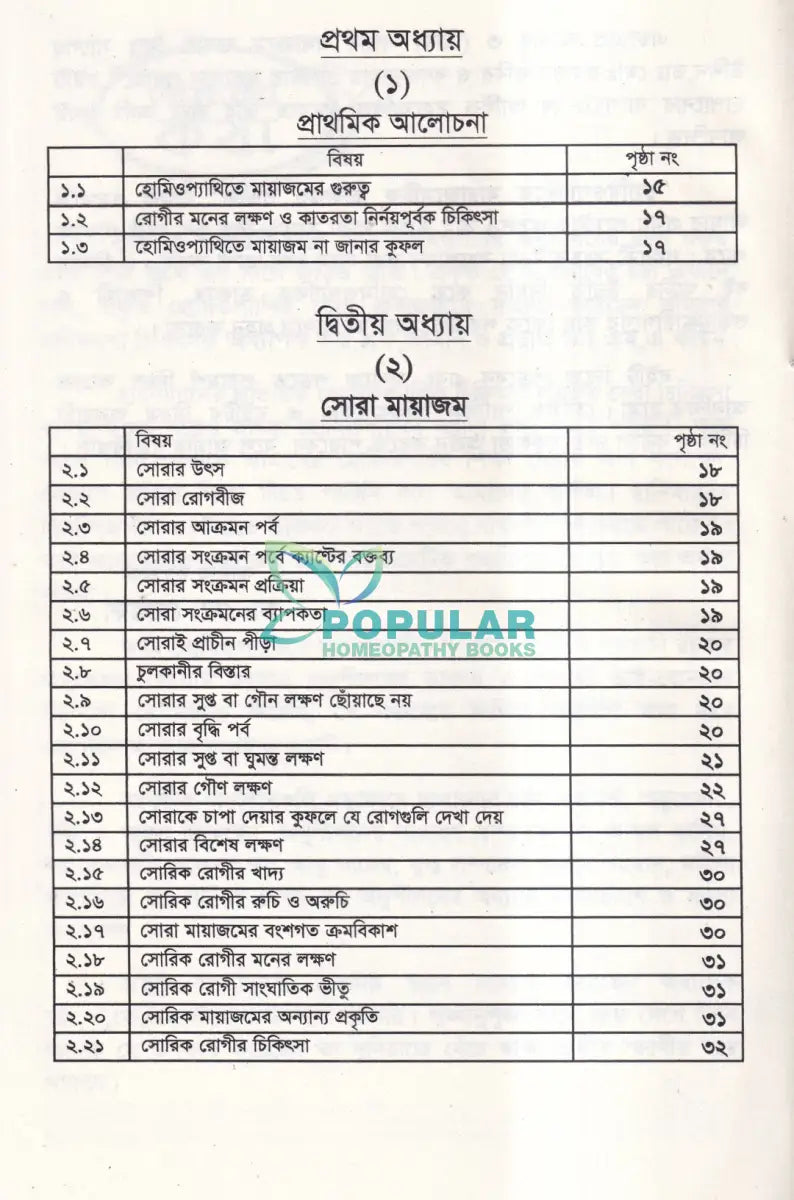 প্রথম অধ্যায়
(১)
প্রাথমিক আলোচনা
বিষয় পৃষ্ঠা নং
১.১ হোমিওপ্যাথিতে মায়াজমের গুরুত্ব ১৫
১.২ রোগীর মনের লক্ষণ ও কাতরতা নির্নয়পূর্বক চিকিৎসা ১৭
১.৩ হোমিওপ্যাথিতে মায়াজম না জানার কুফল ১৭
দ্বিতীয় অধ্যায়
(২)
সোরা মায়াজম
বিষয় পৃষ্ঠা নং
২.১ সোরার উৎস ১৮
২.২ সোরা রোগবীজ ১৮
২.৩ সোরার আক্রমন পর্ব ১৯
২.৪ সোরার সংক্রমন পর্বে ক্যান্টের বক্তব্য ১৯
২.৫ সোরার সংক্রমন প্রক্রিয়া ১৯
২.৬ সোরা সংক্রমনের ব্যাপকতা ১৯
২.৭ সোরাই প্রাচীন পীড়া ২০
২.৮ চুলকানীর বিস্তার ২০
২.৯ সোরার সুপ্ত বা গৌন লক্ষণ ছোঁয়াছে নয় ২০
২.১০ সোরার বৃদ্ধি পর্ব ২০
২.১১ সোরার সুপ্ত বা ঘুমন্ত লক্ষণ ২১
২.১২ সোরার গৌণ লক্ষণ ২২
২.১৩ সোরাকে চাপা দেয়ার কুফলে যে রোগগুলি দেখা দেয় ২৭
২.১৪ সোরার বিশেষ লক্ষণ ২৭
২.১৫ সোরিক রোগীর খাদ্য ৩০
২.১৬ সোরিক রোগীর রুচি ও অরুচি ৩০
২.১৭ সোরা মায়াজমের বংশগত ক্রমবিকাশ ৩০
২.১৮ সোরিক রোগীর মনের লক্ষণ ৩১
২.১৯ সোরিক রোগী সাংঘাতিক ভীতু ৩১
২.২০ সোরিক মায়াজমের অন্যান্য প্রকৃতি ৩১
২.২১ সোরিক রোগীর চিকিৎসা ৩২
POPULAR
HOMEOPATHY BOOKS